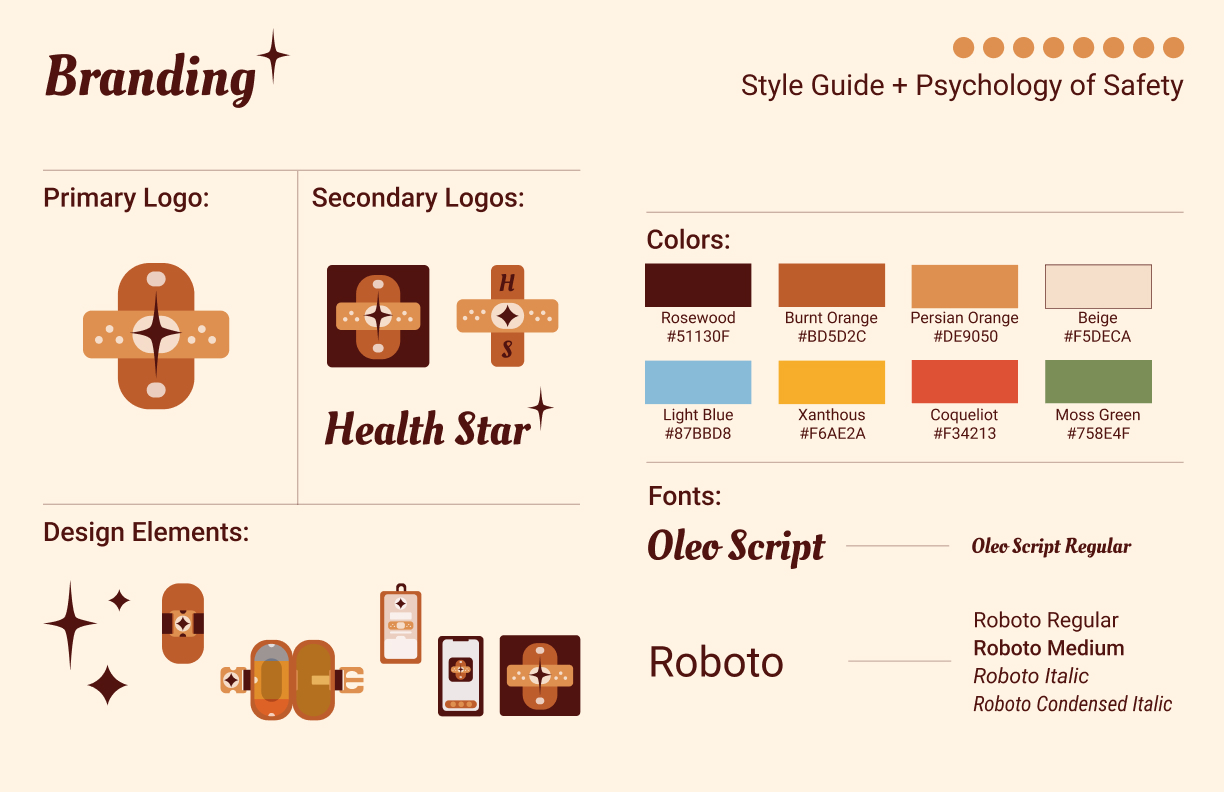 Branding
Style Guide + Psychology of Safety
Primary Logo:
Secondary Logos:
H
S
Health Star
Design Elements:
Colors:
Rosewood
#51130F
Burnt Orange
#BD5D2C
Persian Orange
#DE9050
Beige
#F5DECA
Light Blue
#87BBD8
Xanthous
#F6AE2A
Coqueliot
#F34213
Moss Green
#758E4F
Fonts:
Oleo Script
Oleo Script Regular
Roboto
Roboto Regular
Roboto Medium
Roboto Italic
Roboto Condensed Italic